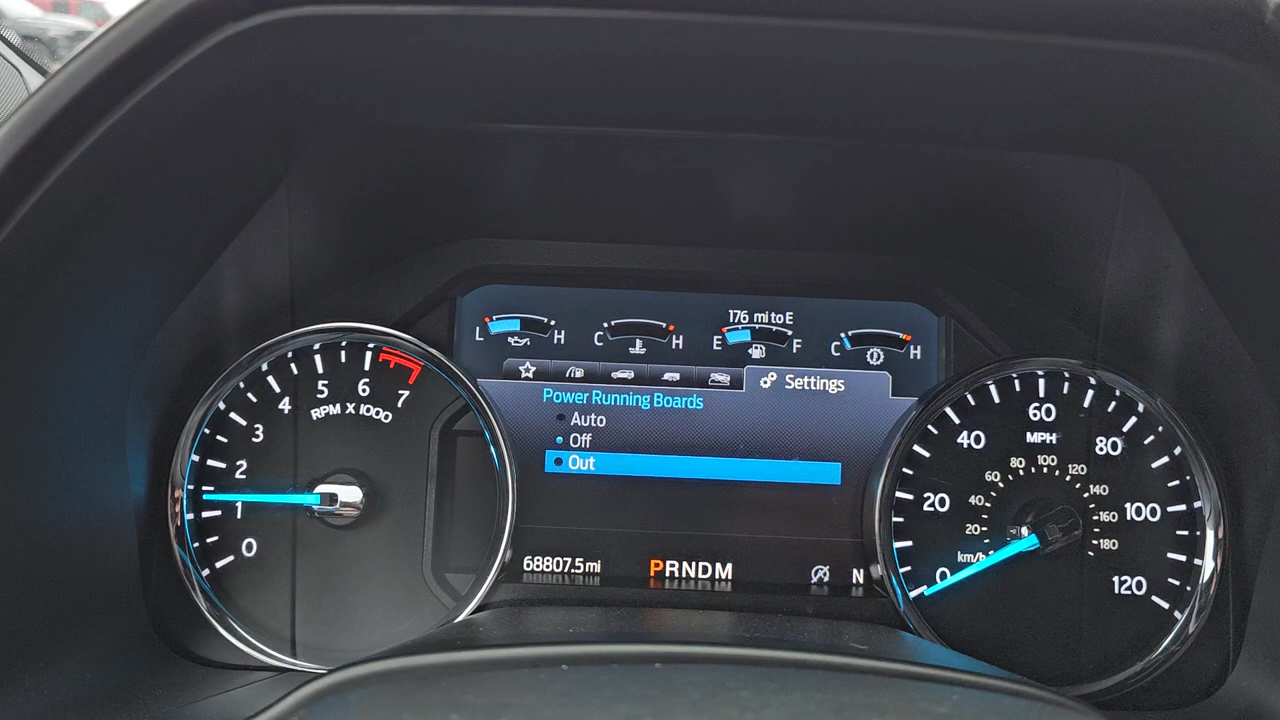 176 mi to E
L H C H E F C H
Settings
Power Running Boards
Auto
Off
Out
68807.5 mi
PRNDM
N
0 1 2 3 4 5 6 7
RPM X 1000
0 20 40 60 80 100 120
MPH
20 40 60 80 100 120 140 160 180
km/h